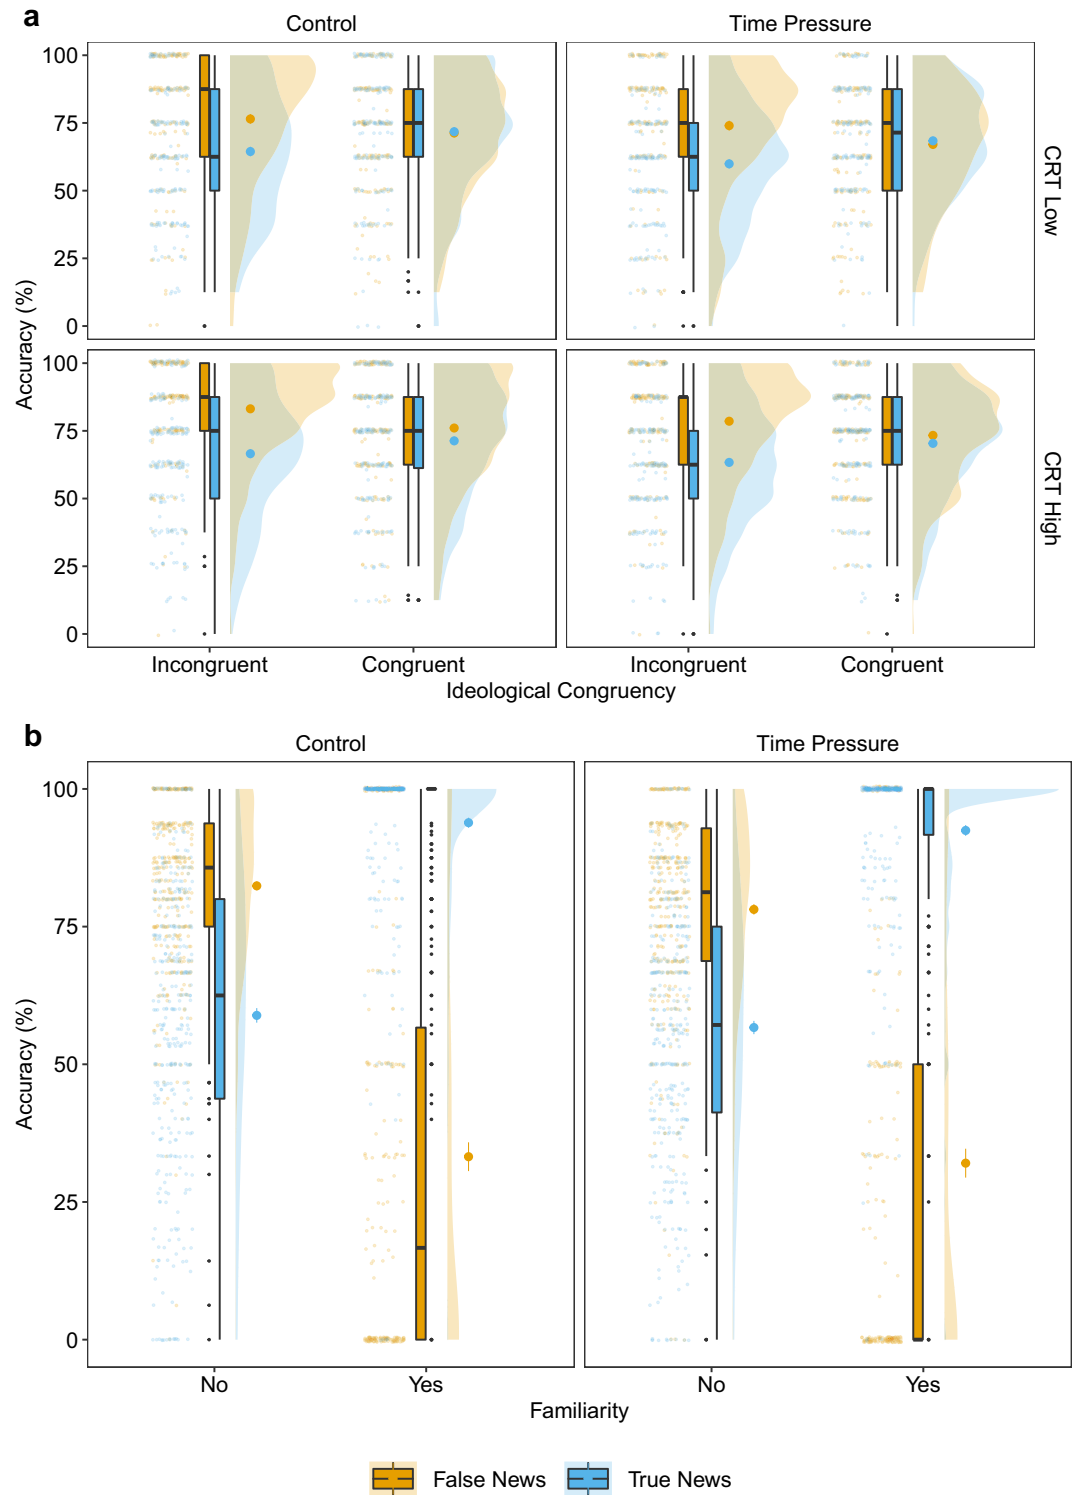 a
Control
Time Pressure
100
75
50
25
0
CRT Low
100
75
50
25
0
CRT High
Accuracy (%)
Incongruent
Congruent
Incongruent
Congruent
Ideological Congruency
b
Control
Time Pressure
100
75
50
25
0
Accuracy (%)
No
Yes
No
Yes
Familiarity
False News
True News